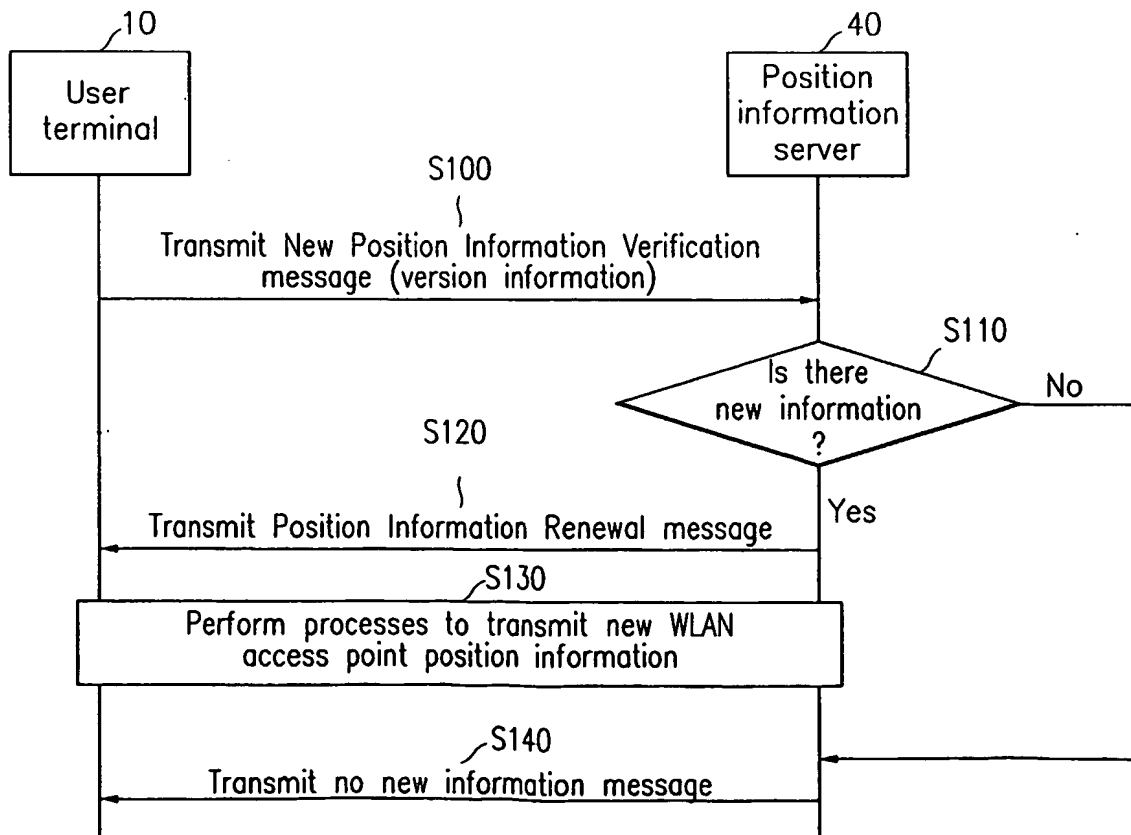 10
40
User
terminal
Position
information
server
S100
Transmit New Position Information Verification
message (version information)
S110
Is there
new information
?
No
Yes
S120
Transmit Position Information Renewal message
S130
Perform processes to transmit new WLAN
access point position information
S140
Transmit no new information message